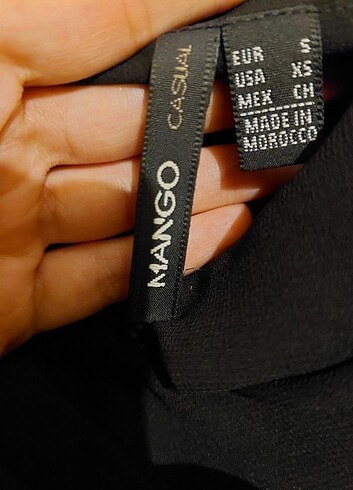 MANGO CASUAL
EUR S
USA XS
MEX CH
MADE IN
MOROCCO